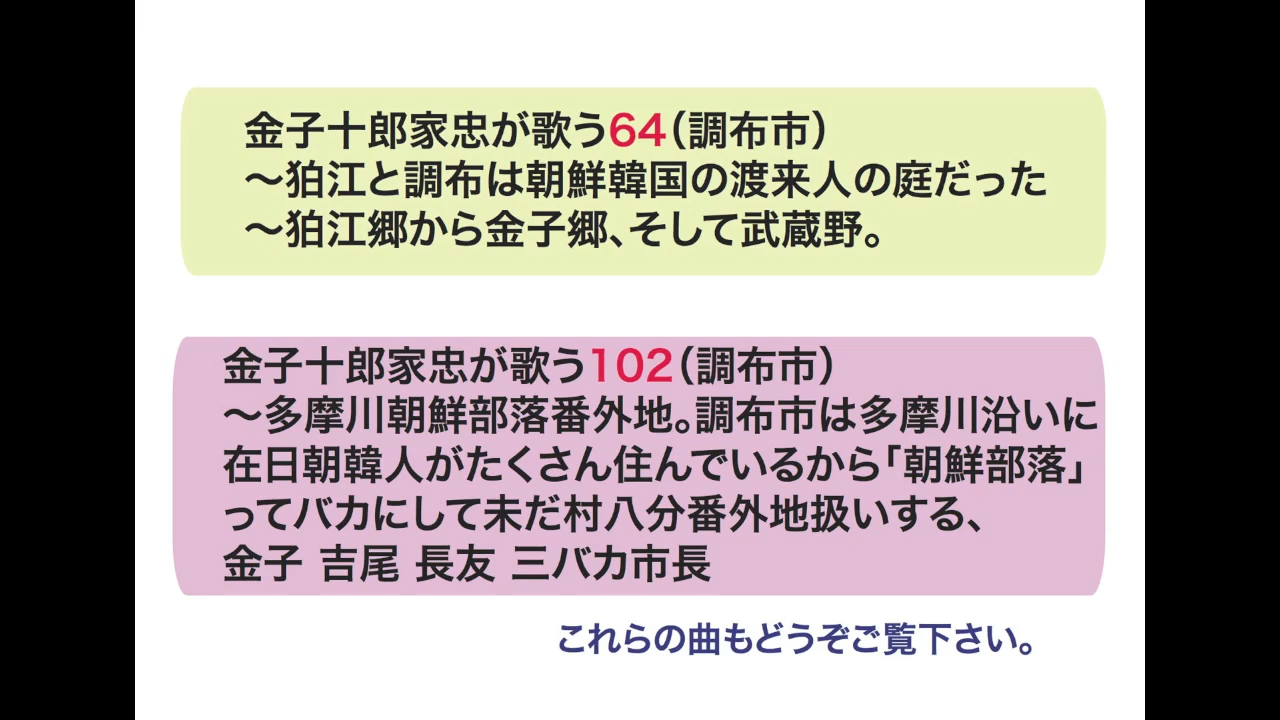 金子十郎家忠が歌う64(調布市)
～狛江と調布は朝鮮韓国の渡来人の庭だった
～狛江郷から金子郷、そして武蔵野。
金子十郎家忠が歌う102(調布市)
～多摩川朝鮮部落番外地。調布市は多摩川沿いに
在日朝韓人がたくさん住んでいるから「朝鮮部落」
ってバカにして未だ村八分番外地扱いする、
金子 吉尾 長友 三バカ市長
これらの曲もどうぞご覧下さい。